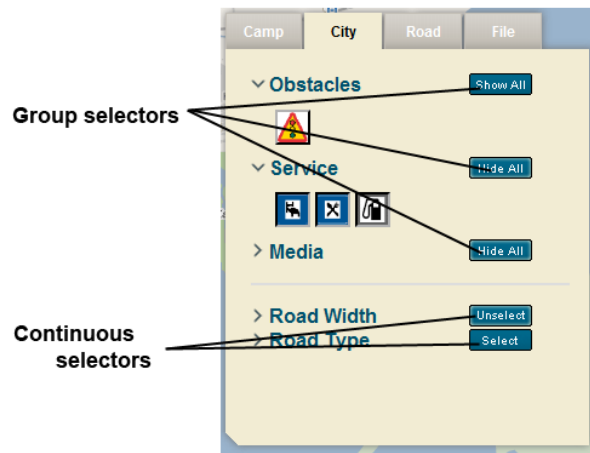 Camp City Road File
Obstacles Show All
Group selectors
Service Hide All
Media Hide All
Road Width Unselect
Continuous
selectors
Road Type Select